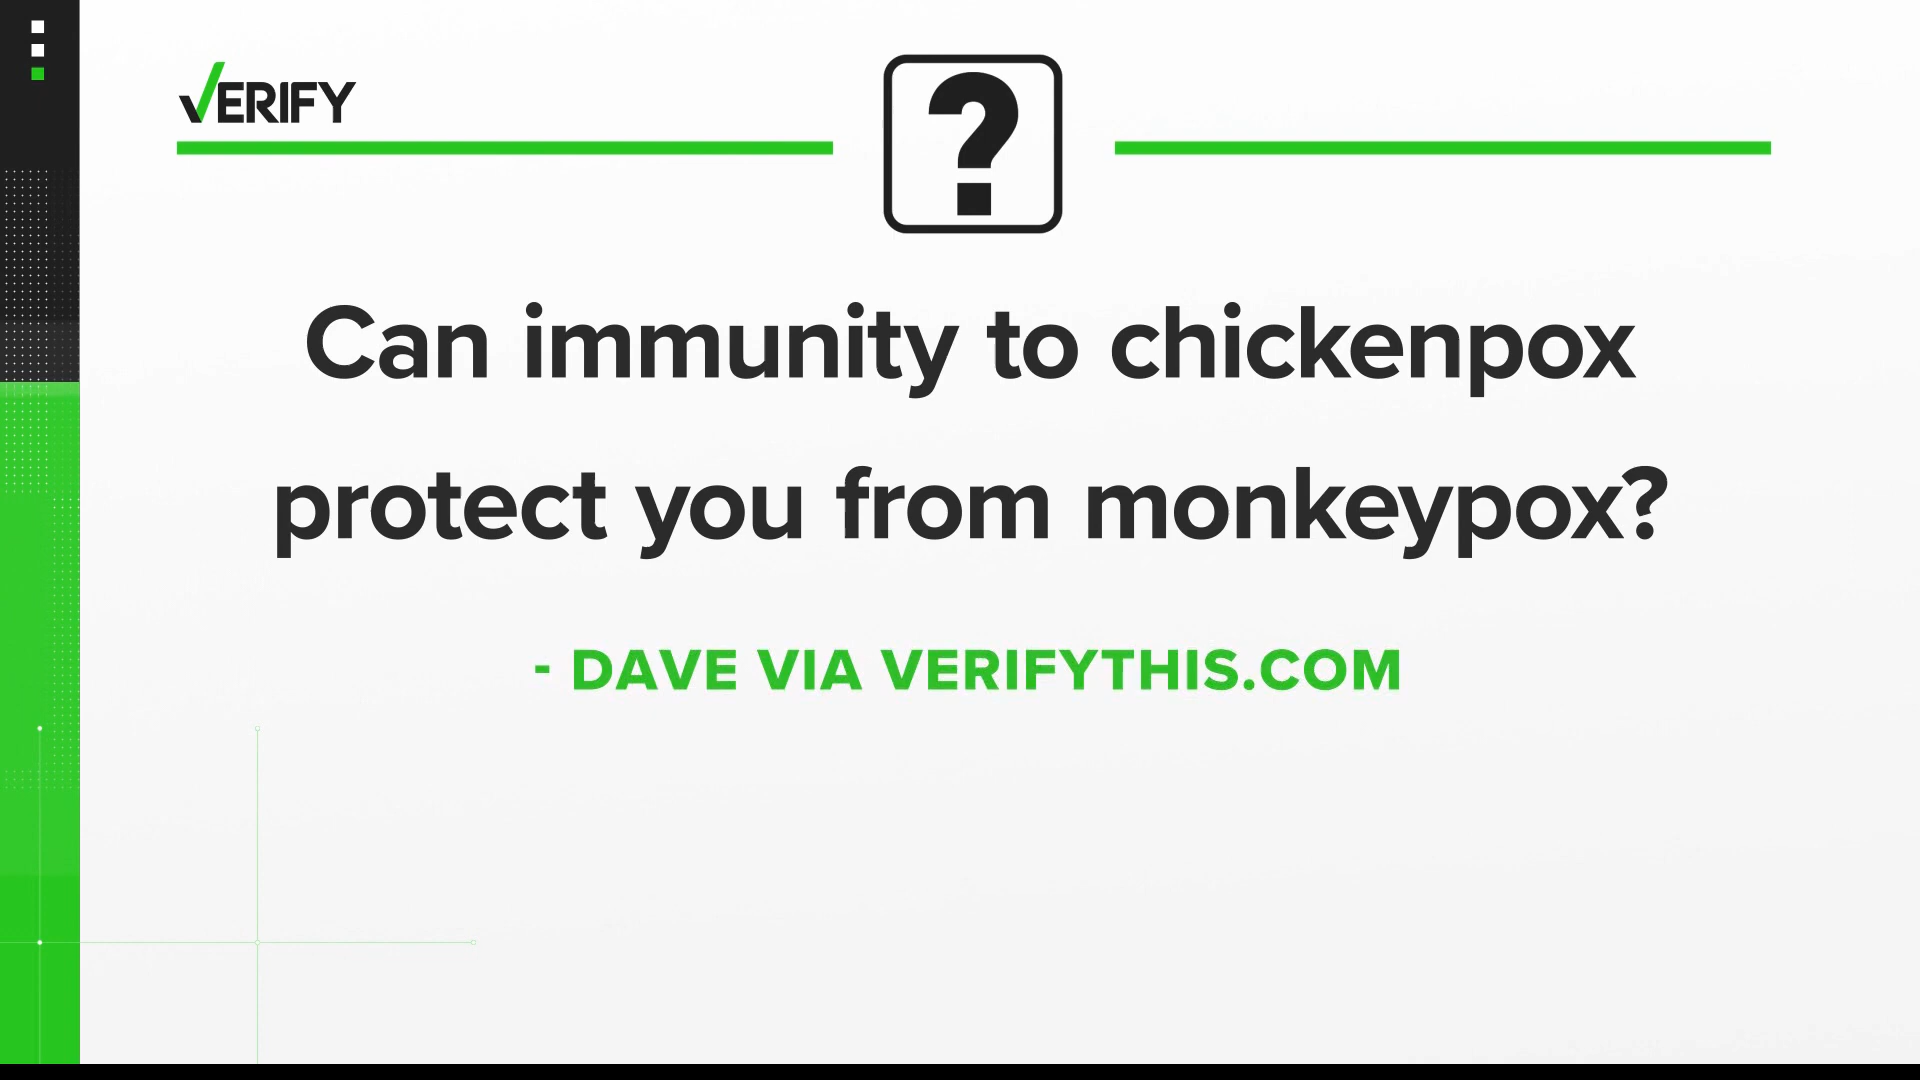 VERIFY
?
Can immunity to chickenpox
protect you from monkeypox?
- DAVE VIA VERIFYTHIS.COM